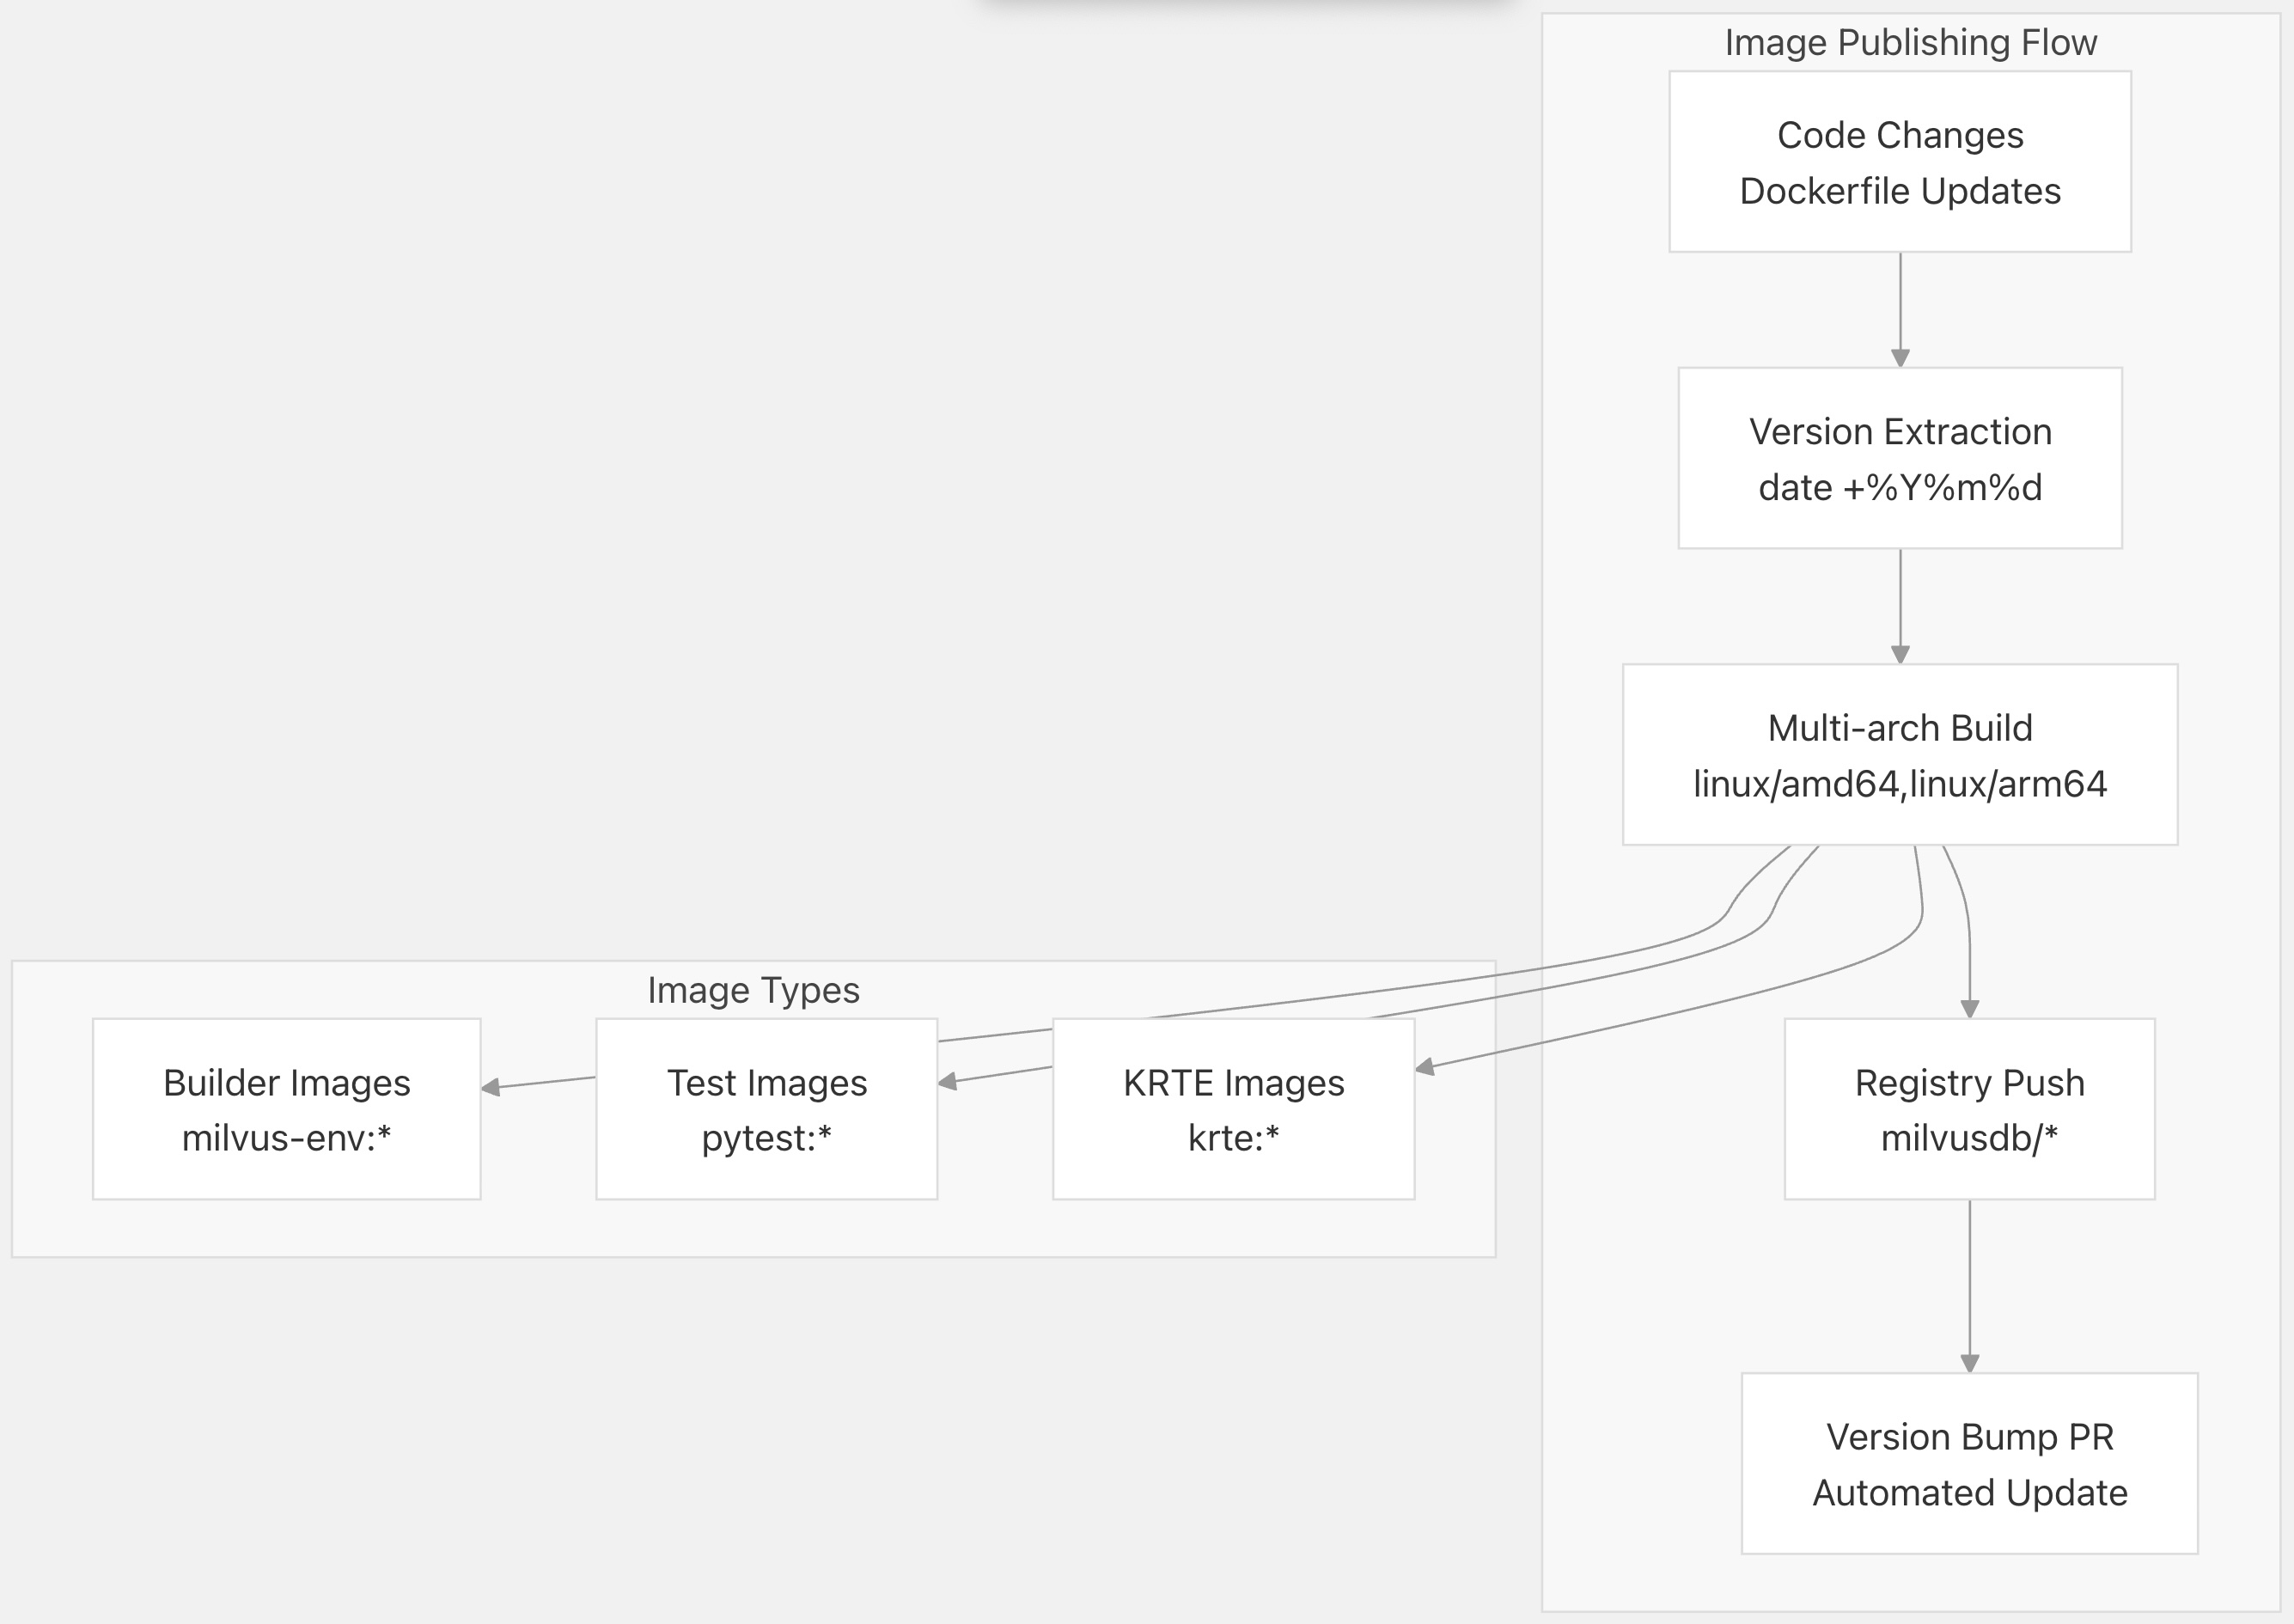 Image Publishing Flow
Code Changes
Dockerfile Updates
Version Extraction
date +%Y%m%d
Multi-arch Build
linux/amd64,linux/arm64
Image Types
Builder Images
milvus-env:*
Test Images
pytest:*
KRTE Images
krte:*
Registry Push
milvusdb/*
Version Bump PR
Automated Update